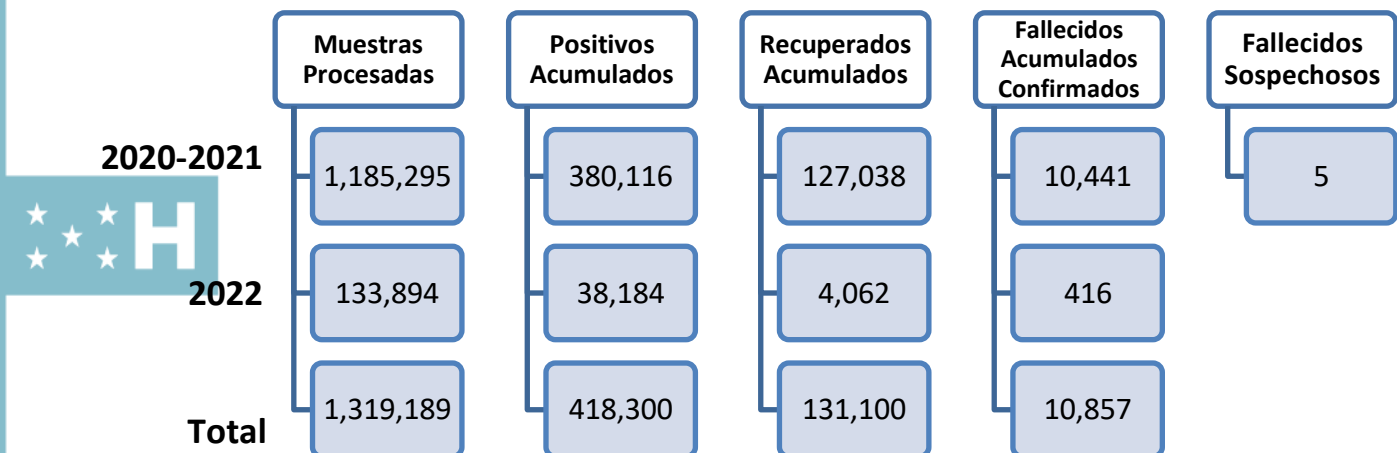 Muestras
Procesadas
Positivos
Acumulados
Recuperados
Acumulados
Fallecidos
Acumulados
Confirmados
Fallecidos
Sospechosos
2020-2021
1,185,295
380,116
127,038
10,441
5
H
2022
133,894
38,184
4,062
416
Total
1,319,189
418,300
131,100
10,857